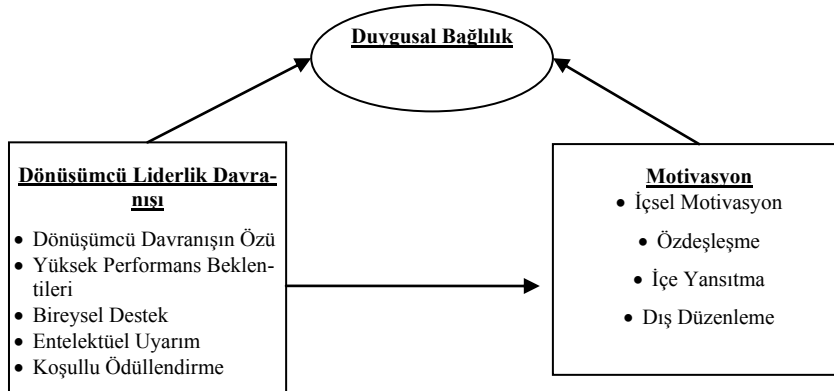 Duygusal Bağlılık
Dönüşümcü Liderlik Davra-
nışı
• Dönüşümcü Davranışın Özü
• Yüksek Performans Beklen-
tileri
• Bireysel Destek
• Entelektüel Uyarım
• Koşullu Ödüllendirme
Motivasyon
• İçsel Motivasyon
• Özdeşleşme
• İçe Yansıtma
• Dış Düzenleme